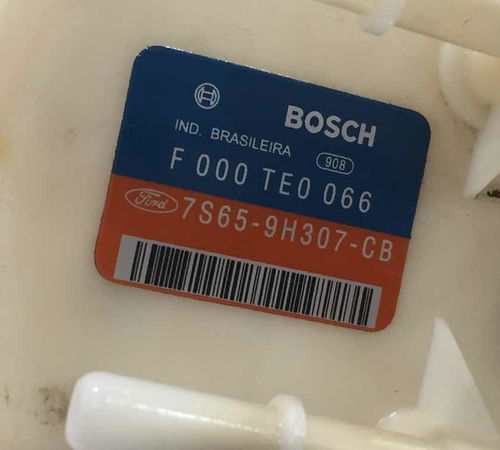 BOSCH
IND. BRASILEIRA 908
F 000 TE0 066
Ford 7S65-9H307-CB